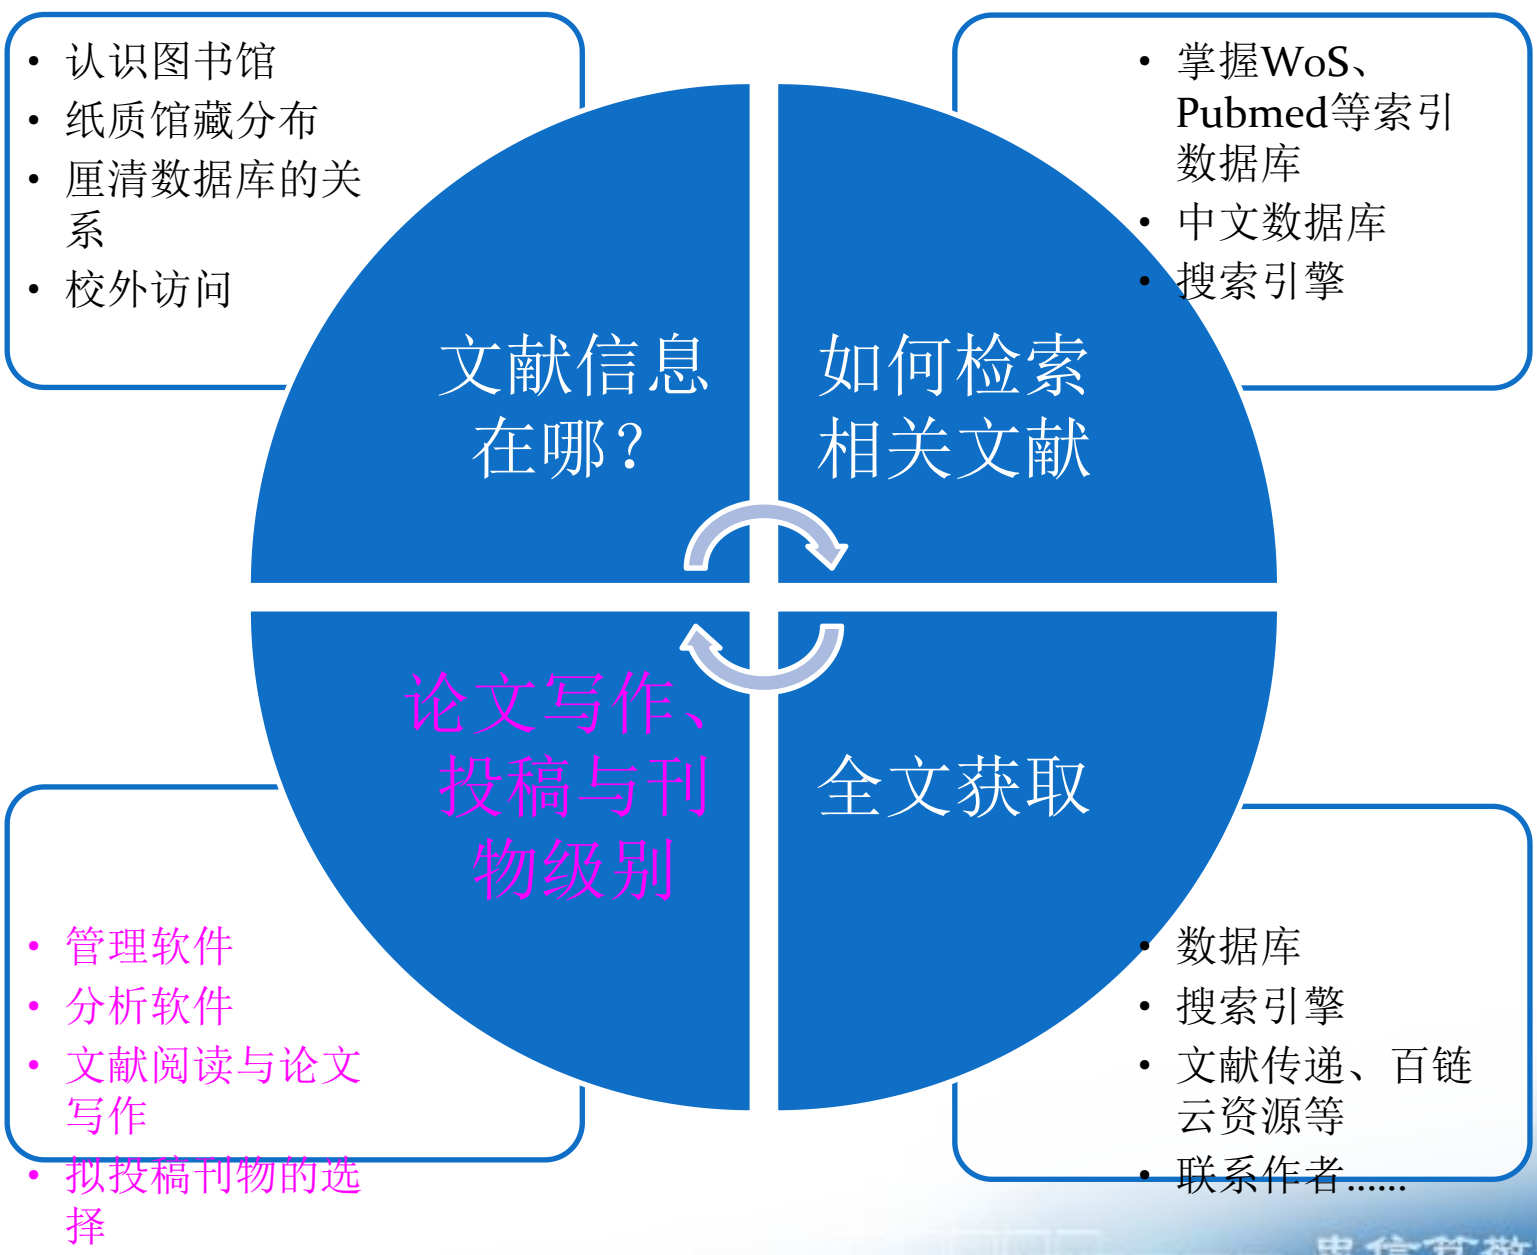 • 认识图书馆
• 纸质馆藏分布
• 厘清数据库的关
系
• 校外访问
• 掌握WoS、
Pubmed等索引
数据库
• 中文数据库
• 搜索引擎
文献信息
在哪？
如何检索
相关文献
论文写作、
投稿与刊
物级别
全文获取
• 管理软件
• 分析软件
• 文献阅读与论文
写作
• 拟投稿刊物的选
择
• 数据库
• 搜索引擎
• 文献传递、百链
云资源等
• 联系作者……